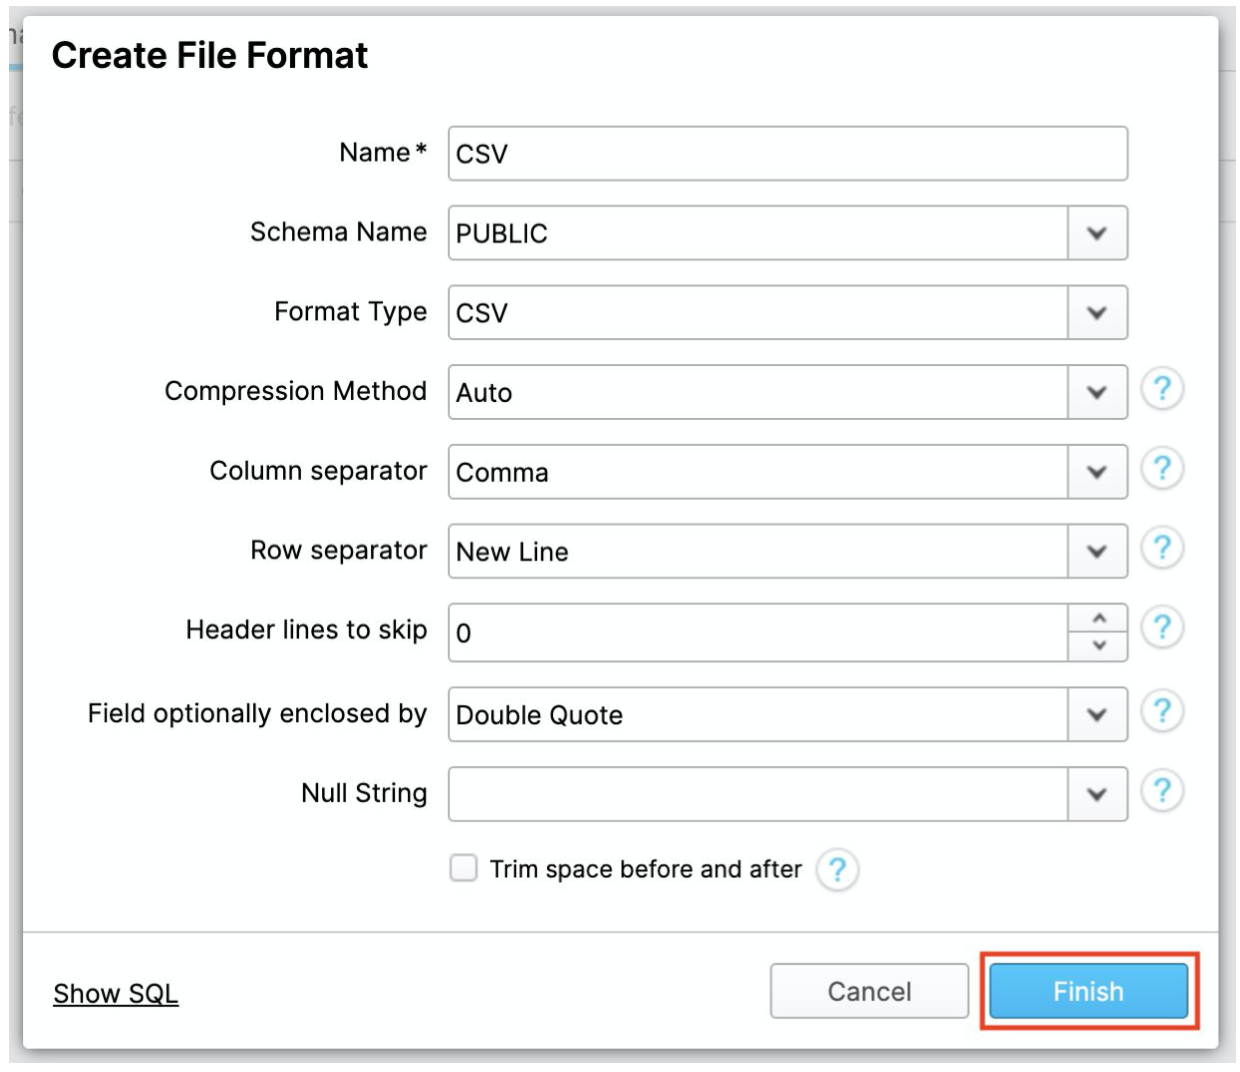 Create File Format
Name* CSV
Schema Name PUBLIC
Format Type CSV
Compression Method Auto ?
Column separator Comma ?
Row separator New Line ?
Header lines to skip 0 ?
Field optionally enclosed by Double Quote ?
Null String ?
Trim space before and after ?
Show SQL Cancel Finish